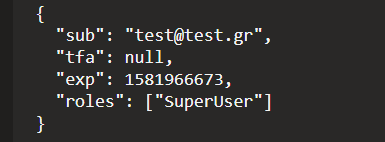 {
"sub": "test@test.gr",
"tfa": null,
"exp": 1581966673,
"roles": ["SuperUser"]
}